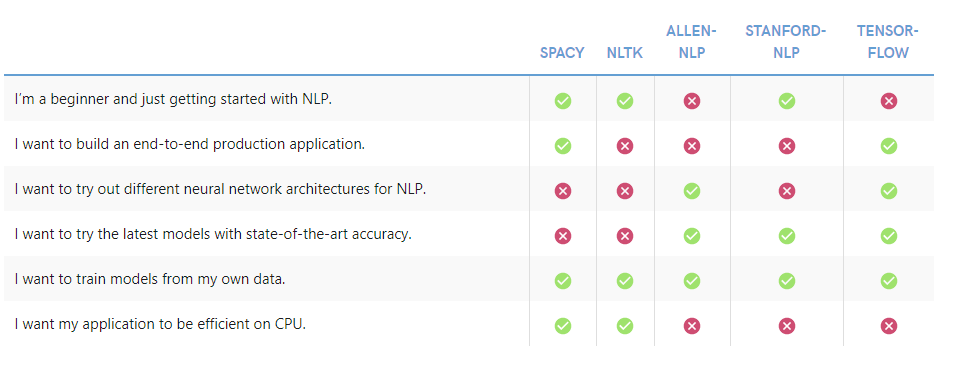 ALLEN- STANFORD- TENSOR-
SPACY NLTK NLP NLP FLOW
I'm a beginner and just getting started with NLP.
I want to build an end-to-end production application.
I want to try out different neural network architectures for NLP.
I want to try the latest models with state-of-the-art accuracy.
I want to train models from my own data.
I want my application to be efficient on CPU.